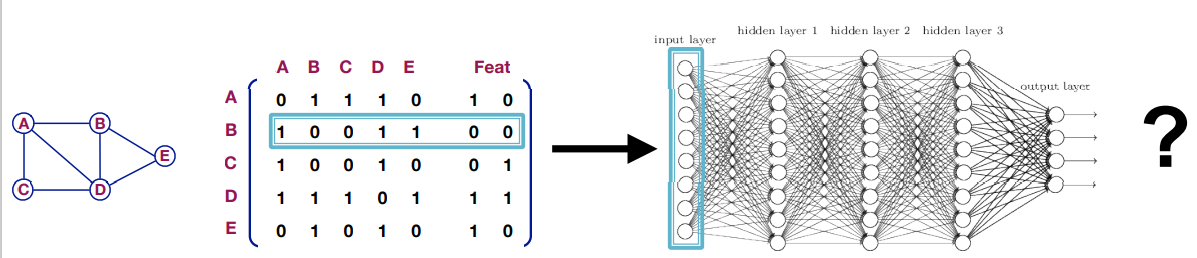 A B
C D
E
A B C D E Feat
A 0 1 1 1 0 1 0
B 1 0 0 1 1 0 0
C 1 0 0 1 0 0 1
D 1 1 1 0 1 1 1
E 0 1 0 1 0 1 0
input layer
hidden layer 1 hidden layer 2 hidden layer 3
output layer
?